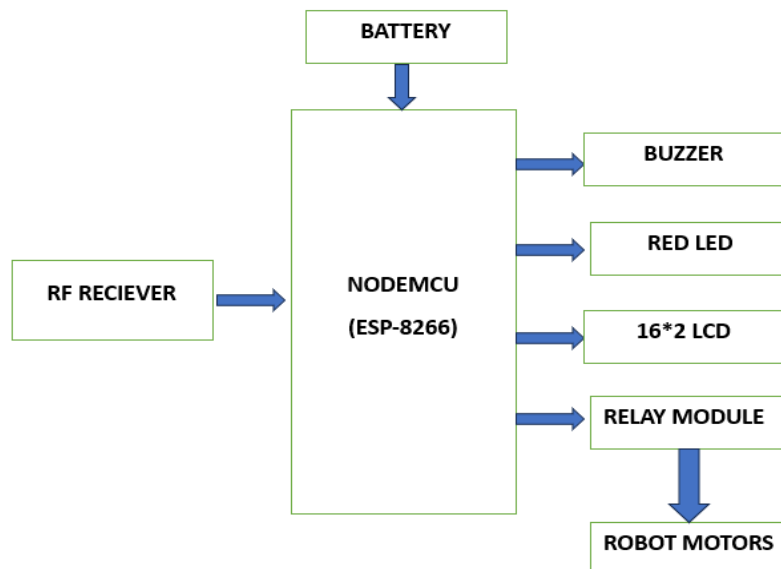 BATTERY
BUZZER
RED LED
RF RECIEVER
NODEMCU
(ESP-8266)
16*2 LCD
RELAY MODULE
ROBOT MOTORS